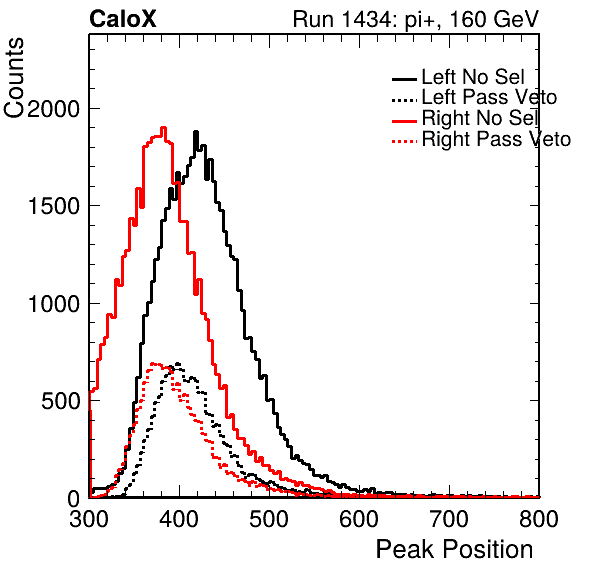 CaloX Run 1434: pi+, 160 GeV
Counts
Left No Sel
Left Pass Veto
Right No Sel
Right Pass Veto
2000
1500
1000
500
0
300 400 500 600 700 800
Peak Position